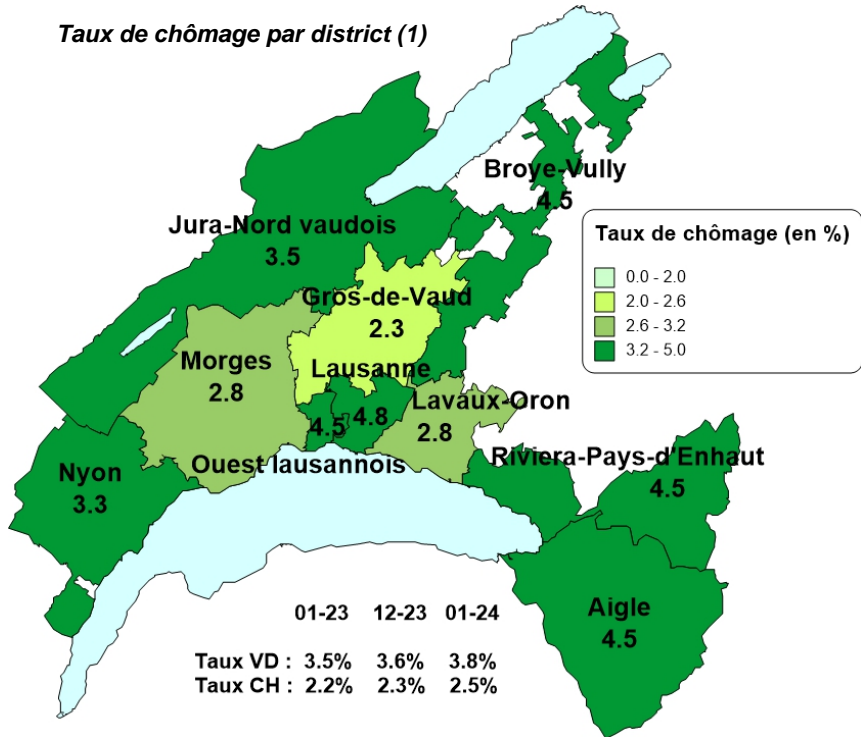 Taux de chômage par district (1)
Broye-Vully
4.5
Jura-Nord vaudois
3.5
Taux de chômage (en %)
0.0 - 2.0
2.0 - 2.6
2.6 - 3.2
3.2 - 5.0
Gros-de-Vaud
2.3
Morges
2.8
Lausanne
4.8
4.5
Ouest lausannois
Lavaux-Oron
2.8
Nyon
3.3
Riviera-Pays-d'Enhaut
4.5
Aigle
4.5
01-23 12-23 01-24
Taux VD : 3.5% 3.6% 3.8%
Taux CH : 2.2% 2.3% 2.5%